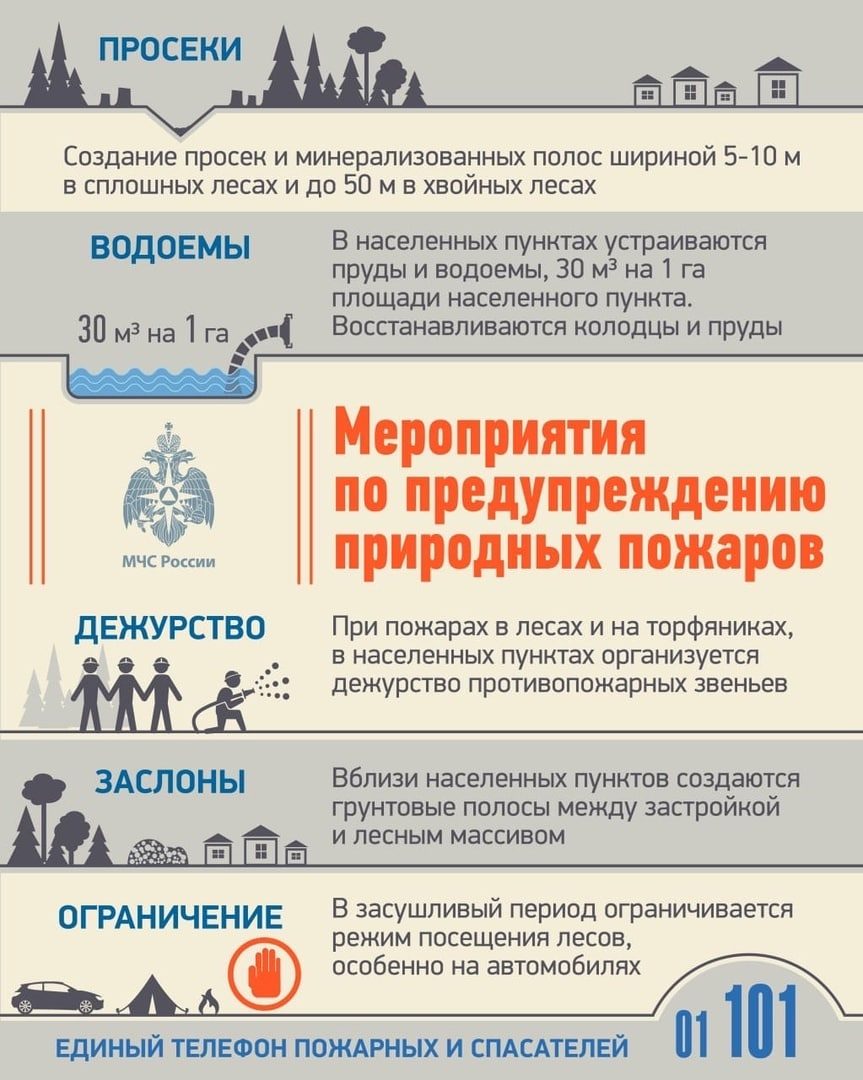 ПРОСЕКИ
Создание просек и минерализованных полос шириной 5-10 м
в сплошных лесах и до 50 м в хвойных лесах
ВОДОЕМЫ
30 м³ на 1 га
В населенных пунктах устраиваются
пруды и водоемы, 30 м³ на 1 га
площади населенного пункта.
Восстанавливаются колодцы и пруды
МЧС России
Мероприятия
по предупреждению
природных пожаров
ДЕЖУРСТВО
При пожарах в лесах и на торфяниках,
в населенных пунктах организуется
дежурство противопожарных звеньев
ЗАСЛОНЫ
Вблизи населенных пунктов создаются
грунтовые полосы между застройкой
и лесным массивом
ОГРАНИЧЕНИЕ
В засушливый период ограничивается
режим посещения лесов,
особенно на автомобилях
ЕДИНЫЙ ТЕЛЕФОН ПОЖАРНЫХ И СПАСАТЕЛЕЙ
01 101